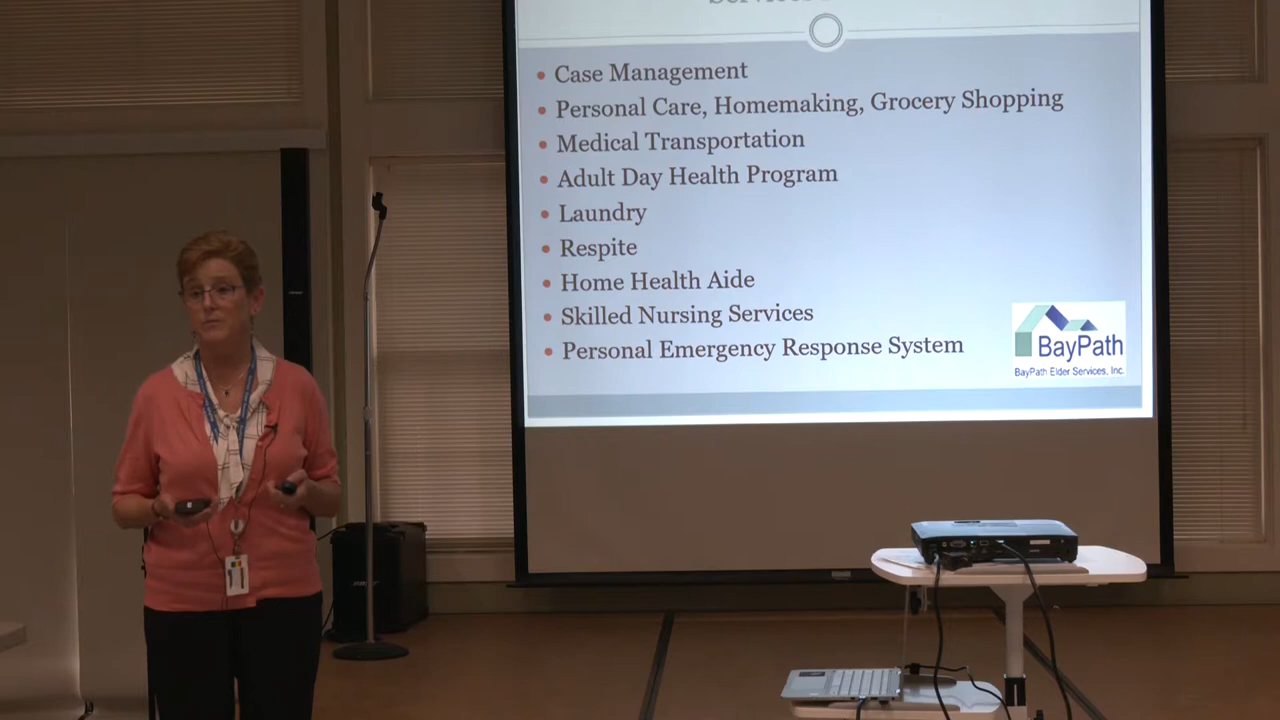 Case Management
Personal Care, Homemaking, Grocery Shopping
Medical Transportation
Adult Day Health Program
Laundry
Respite
Home Health Aide
Skilled Nursing Services
Personal Emergency Response System
BayPath
BayPath Elder Services, Inc.